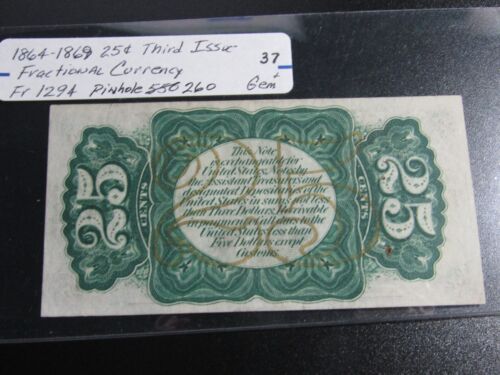 1864-1869 25¢ Third Issue
37
Fractional Currency
Fr 1294 Pinhole 580 260 Gem+
25
CENTS
This Note
is exchangeable for
United States Notes by
the Assistant Treasurers and
designated Depositaries of the
United States in sums not less
than Three Dollars. Receivable
in payment of all dues to the
United States less than
Five Dollars except
Customs.
CENTS
25